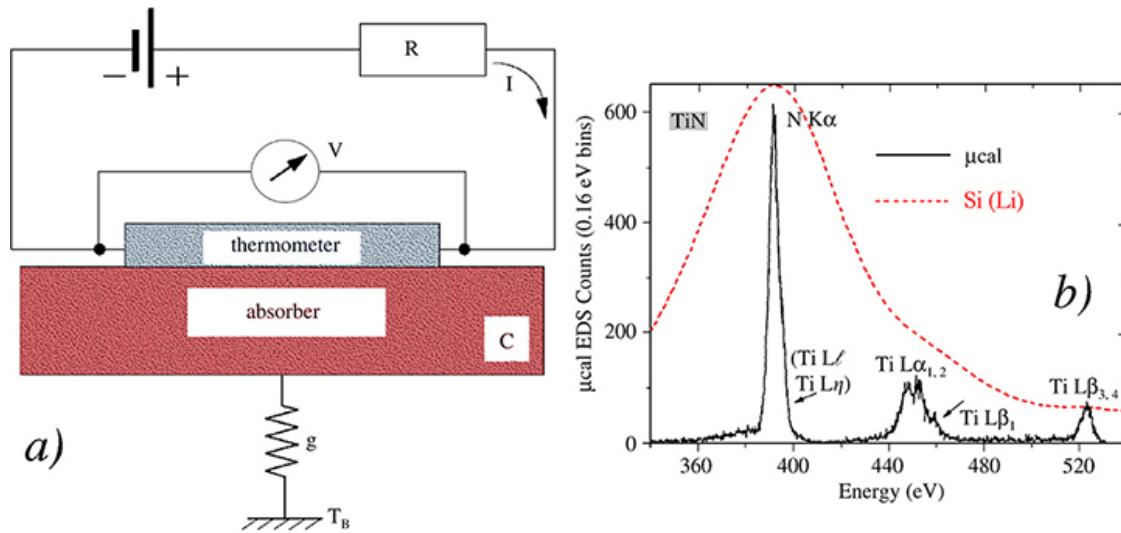 R
− +
I
V
thermometer
absorber
C
g
T_B
a)
μcal EDS Counts (0.16 eV bins)
600
400
200
0
TiN
N Kα
μcal
Si (Li)
b)
(Ti Lℓ
Ti Lη)
Ti Lα1,2
Ti Lβ1
Ti Lβ3,4
360 400 440 480 520
Energy (eV)